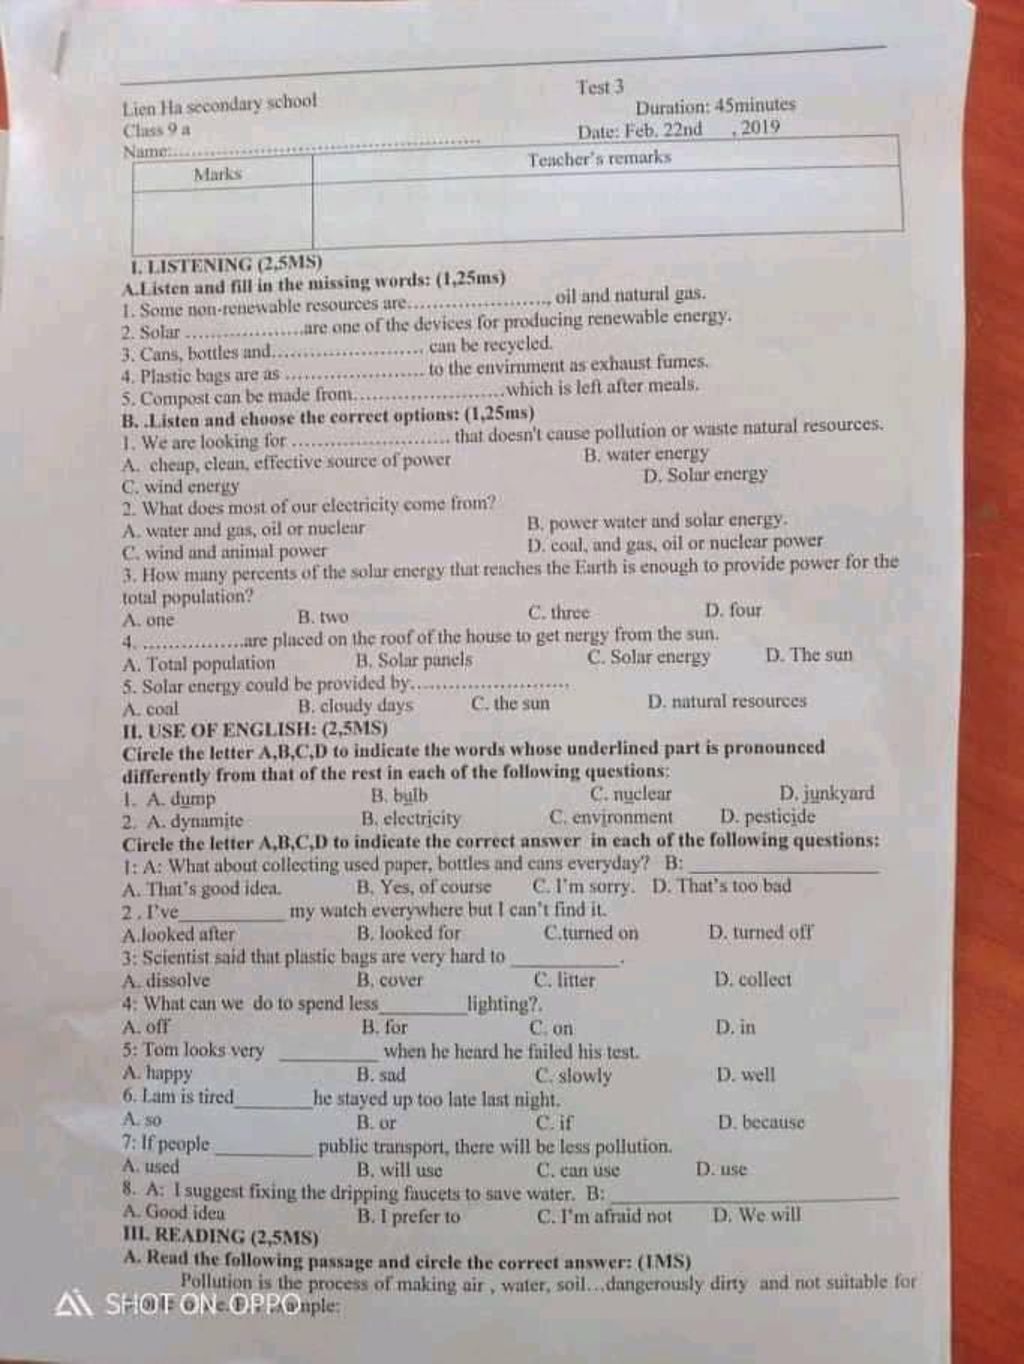 Test 3
Lien Ha secondary school
Duration: 45minutes
Class 9 a
Date: Feb. 22nd , 2019
Name:..........................................................
Marks
Teacher's remarks
I. LISTENING (2,5MS)
A.Listen and fill in the missing words: (1,25ms)
1. Some non-renewable resources are......................, oil and natural gas.
2. Solar ...................are one of the devices for producing renewable energy.
3. Cans, bottles and........................ can be recycled.
4. Plastic bags are as ...................... to the envirnment as exhaust fumes.
5. Compost can be made from........................which is left after meals.
B. .Listen and choose the correct options: (1,25ms)
1. We are looking for ......................... that doesn't cause pollution or waste natural resources.
A. cheap, clean, effective source of power B. water energy
C. wind energy D. Solar energy
2. What does most of our electricity come from?
A. water and gas, oil or nuclear B. power water and solar energy.
C. wind and animal power D. coal, and gas, oil or nuclear power
3. How many percents of the solar energy that reaches the Earth is enough to provide power for the
total population?
A. one B. two C. three D. four
4. ................are placed on the roof of the house to get nergy from the sun.
A. Total population B. Solar panels C. Solar energy D. The sun
5. Solar energy could be provided by.........................
A. coal B. cloudy days C. the sun D. natural resources
II. USE OF ENGLISH: (2,5MS)
Circle the letter A,B,C,D to indicate the words whose underlined part is pronounced
differently from that of the rest in each of the following questions:
1. A. dump B. bulb C. nuclear D. junkyard
2. A. dynamite B. electricity C. environment D. pesticide
Circle the letter A,B,C,D to indicate the correct answer in each of the following questions:
1: A: What about collecting used paper, bottles and cans everyday? B: ____________________
A. That's good idea. B. Yes, of course C. I'm sorry. D. That's too bad
2 . I've__________ my watch everywhere but I can't find it.
A.looked after B. looked for C.turned on D. turned off
3: Scientist said that plastic bags are very hard to __________.
A. dissolve B. cover C. litter D. collect
4: What can we do to spend less________lighting?.
A. off B. for C. on D. in
5: Tom looks very _________ when he heard he failed his test.
A. happy B. sad C. slowly D. well
6. Lam is tired_______he stayed up too late last night.
A. so B. or C. if D. because
7: If people _________ public transport, there will be less pollution.
A. used B. will use C. can use D. use
8. A: I suggest fixing the dripping faucets to save water. B: ____________________
A. Good idea B. I prefer to C. I'm afraid not D. We will
III. READING (2,5MS)
A. Read the following passage and circle the correct answer: (1MS)
Pollution is the process of making air , water, soil...dangerously dirty and not suitable for
SHOT ON OPPO